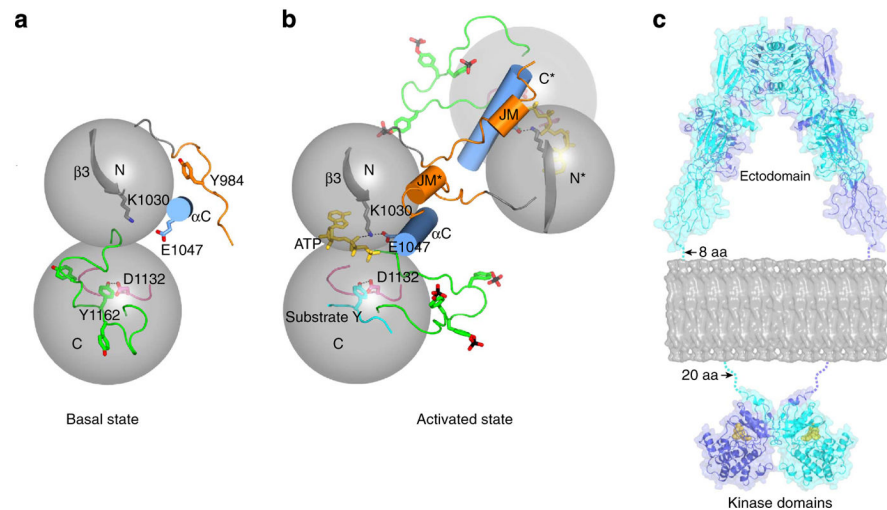 a
N
β3
K1030
Y984
αC
E1047
D1132
Y1162
C
Basal state
b
C*
JM
N
β3
JM*
N*
K1030
ATP
αC
E1047
D1132
Substrate Y
C
Activated state
c
Ectodomain
8 aa
20 aa
Kinase domains